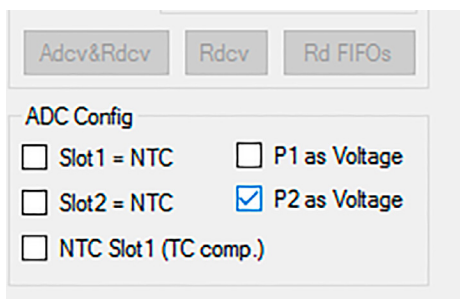 Adcv&Rdcv Rdcv Rd FIFOs
ADC Config
Slot1 = NTC P1 as Voltage
Slot2 = NTC P2 as Voltage
NTC Slot1 (TC comp.)